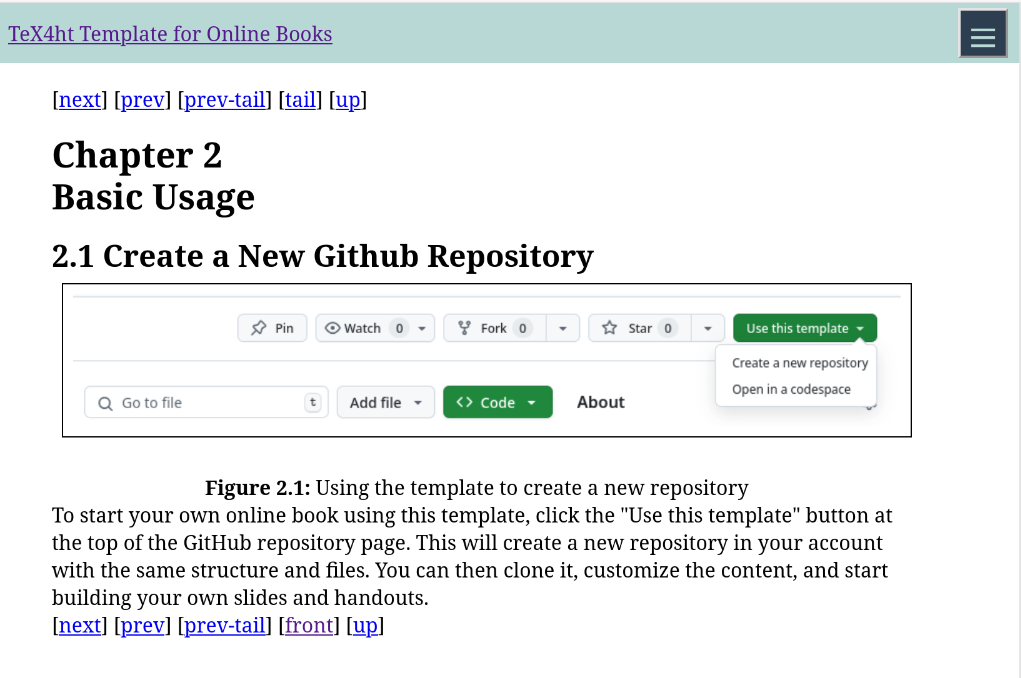 TeX4ht Template for Online Books
[next] [prev] [prev-tail] [tail] [up]
Chapter 2
Basic Usage
2.1 Create a New Github Repository
Pin Watch 0 Fork 0 Star 0 Use this template
Create a new repository
Open in a codespace
Go to file t Add file <> Code About
Figure 2.1: Using the template to create a new repository
To start your own online book using this template, click the "Use this template" button at
the top of the GitHub repository page. This will create a new repository in your account
with the same structure and files. You can then clone it, customize the content, and start
building your own slides and handouts.
[next] [prev] [prev-tail] [front] [up]